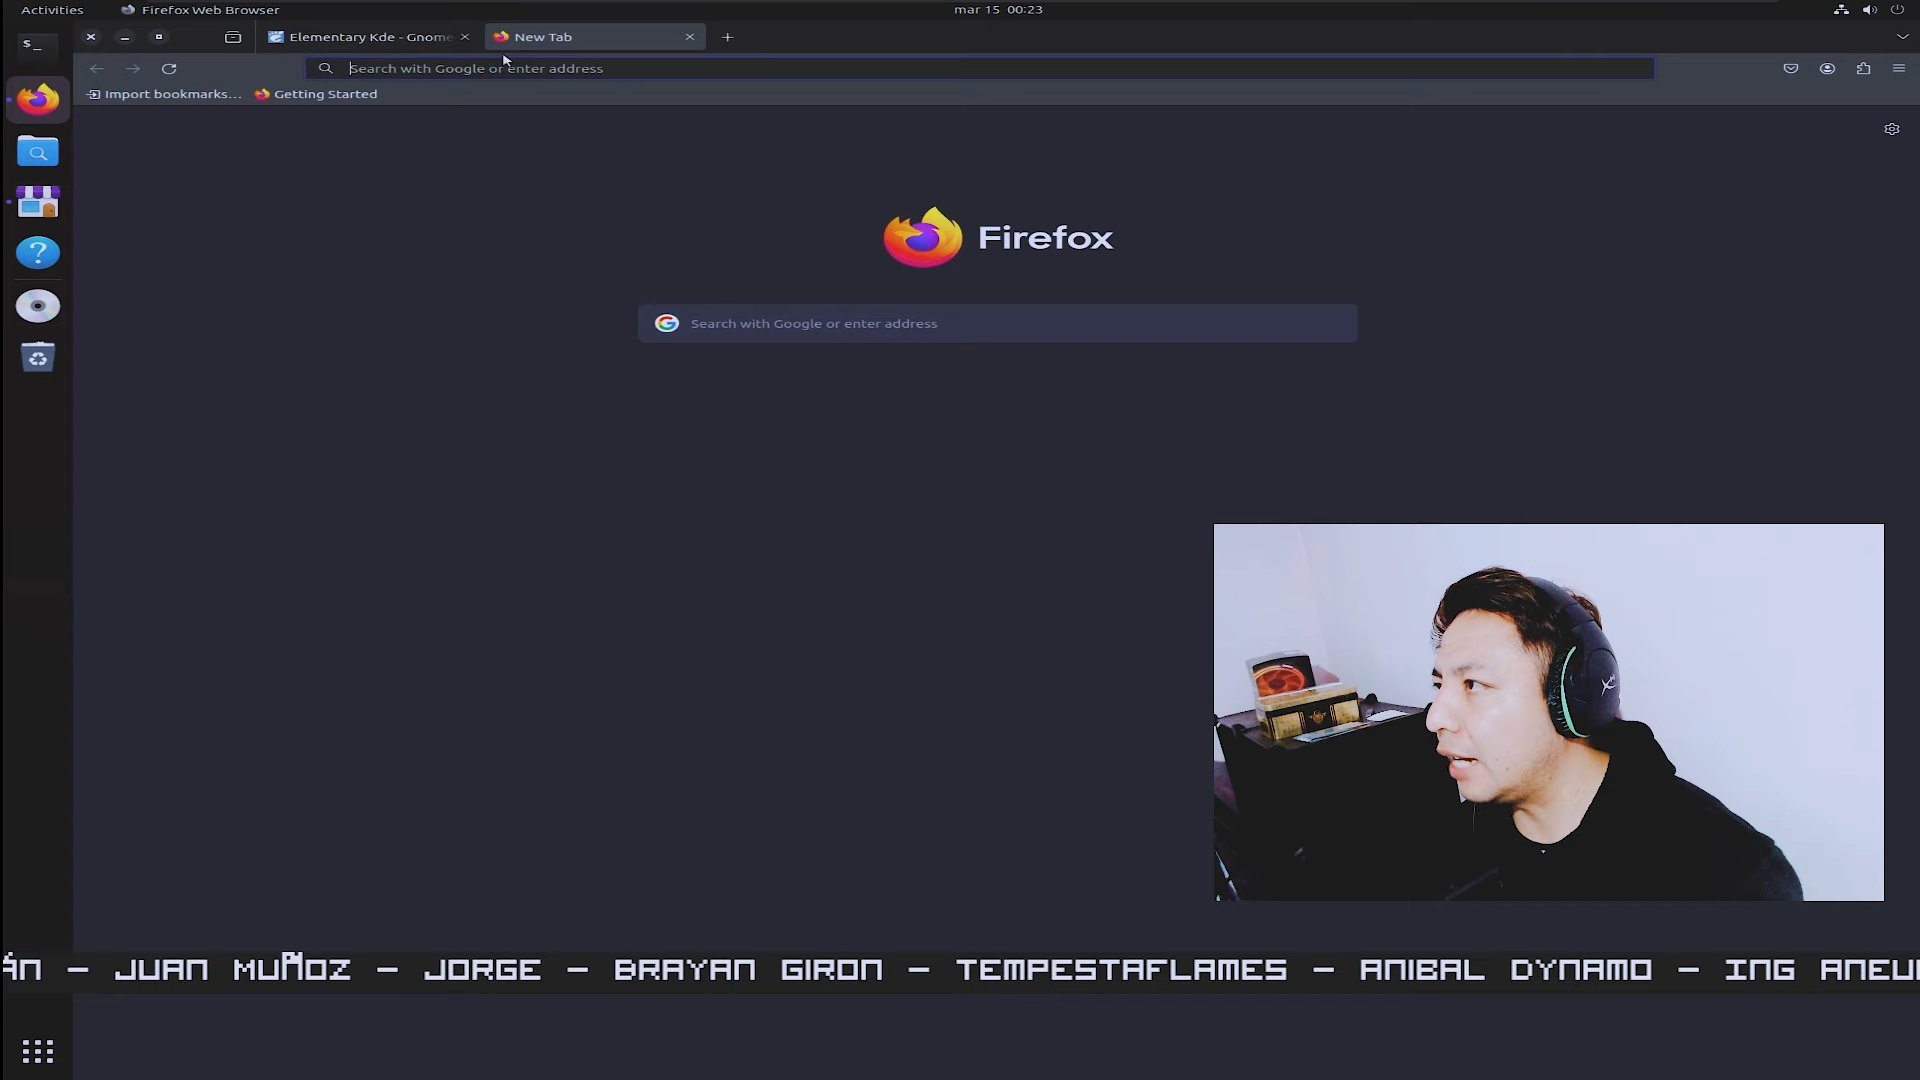 Activities
Firefox Web Browser
mar 15 00:23
Elementary Kde - Gnome
New Tab
Search with Google or enter address
Import bookmarks...
Getting Started
$_
Firefox
Search with Google or enter address
- JUAN MUÑOZ - JORGE - BRAYAN GIRON - TEMPESTAFLAMES - ANIBAL DYNAMO - ING